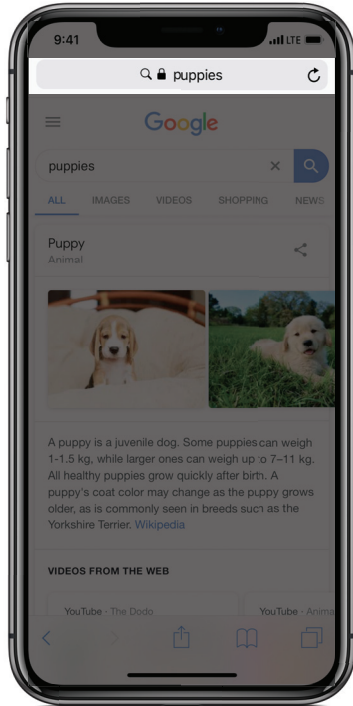 9:41 LTE
puppies
Google
puppies
ALL IMAGES VIDEOS SHOPPING NEWS
Puppy
Animal
A puppy is a juvenile dog. Some puppies can weigh
1-1.5 kg, while larger ones can weigh up to 7–11 kg.
All healthy puppies grow quickly after birth. A
puppy's coat color may change as the puppy grows
older, as is commonly seen in breeds such as the
Yorkshire Terrier. Wikipedia
VIDEOS FROM THE WEB
YouTube · The Dodo YouTube · Anima